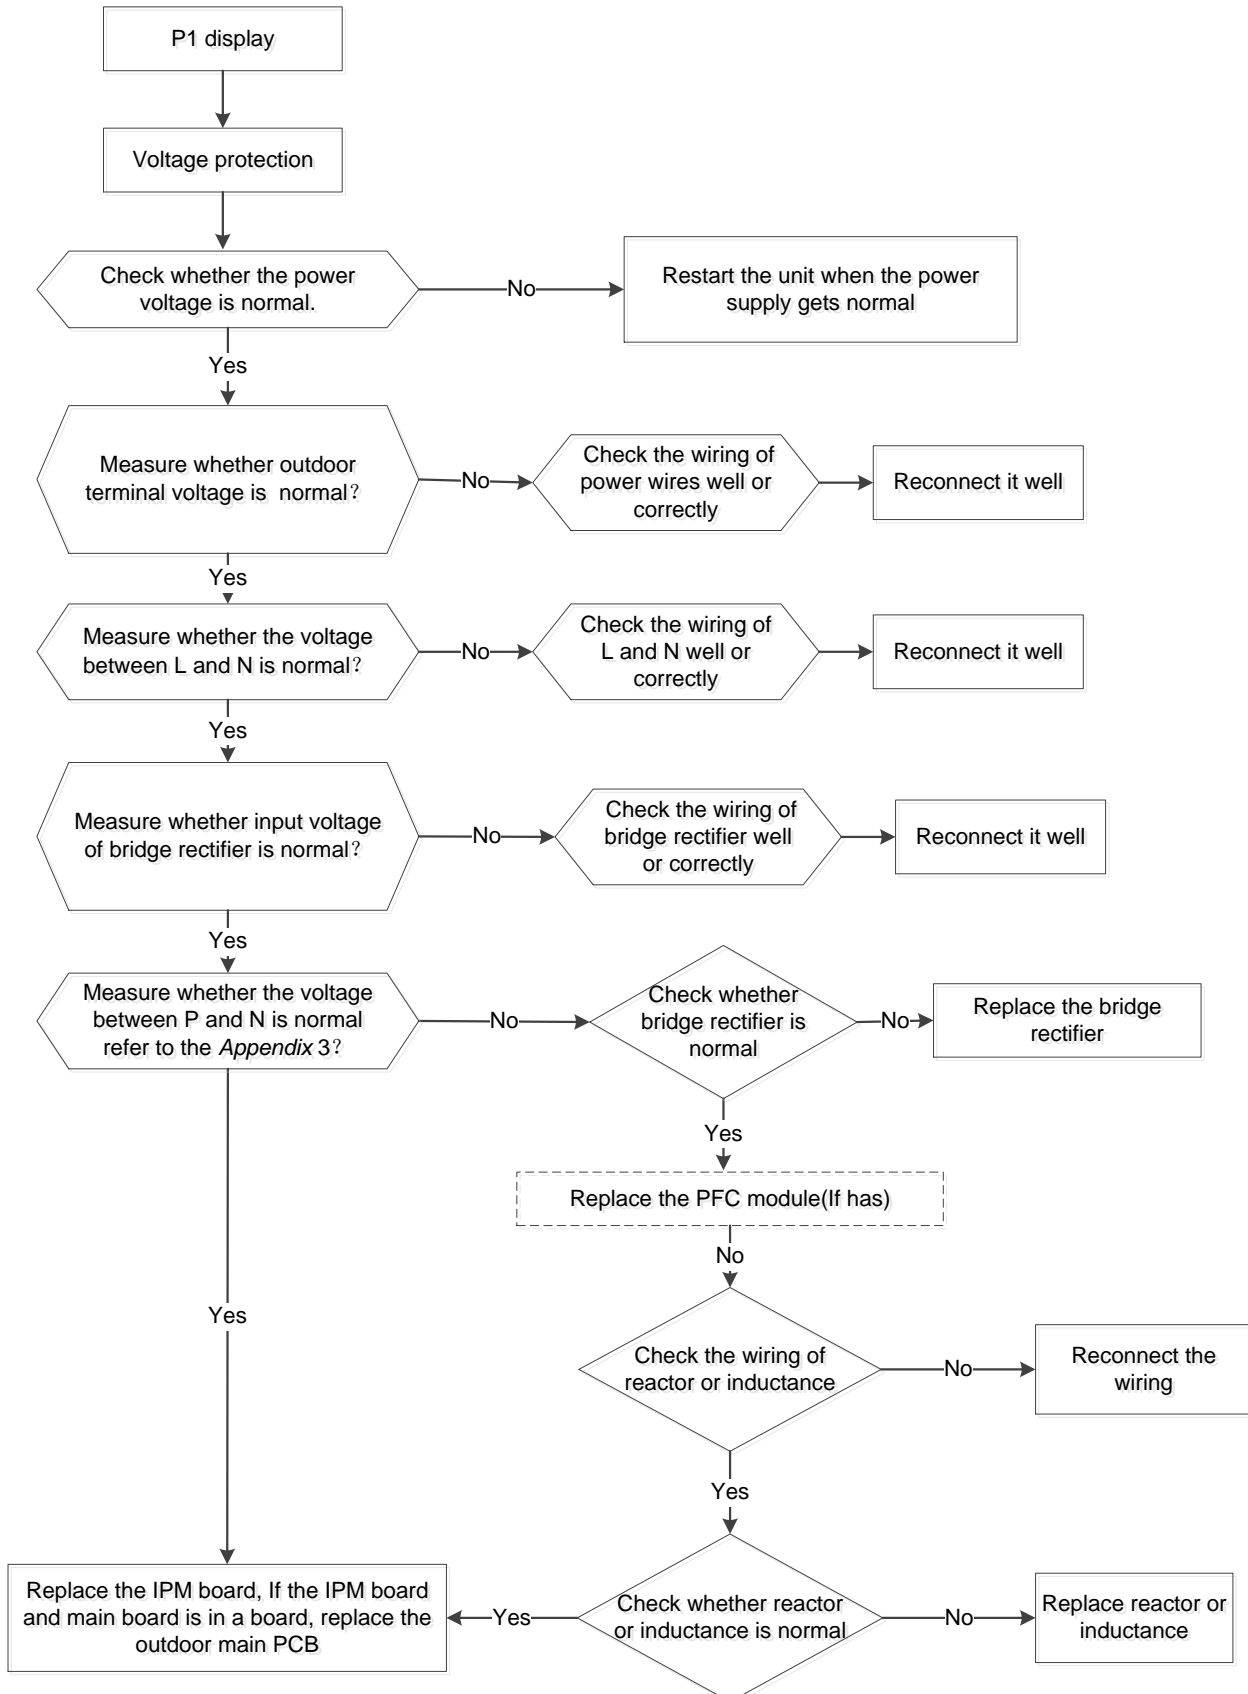 P1 display
Voltage protection
Check whether the power
voltage is normal.
No
Restart the unit when the power
supply gets normal
Yes
Measure whether outdoor
terminal voltage is normal？
No
Check the wiring of
power wires well or
correctly
Reconnect it well
Yes
Measure whether the voltage
between L and N is normal？
No
Check the wiring of
L and N well or
correctly
Reconnect it well
Yes
Measure whether input voltage
of bridge rectifier is normal？
No
Check the wiring of
bridge rectifier well
or correctly
Reconnect it well
Yes
Measure whether the voltage
between P and N is normal
refer to the Appendix 3？
No
Check whether
bridge rectifier is
normal
No
Replace the bridge
rectifier
Yes
Replace the PFC module(If has)
No
Yes
Check the wiring of
reactor or inductance
No
Reconnect the
wiring
Yes
Replace the IPM board, If the IPM board
and main board is in a board, replace the
outdoor main PCB
Yes
Check whether reactor
or inductance is normal
No
Replace reactor or
inductance